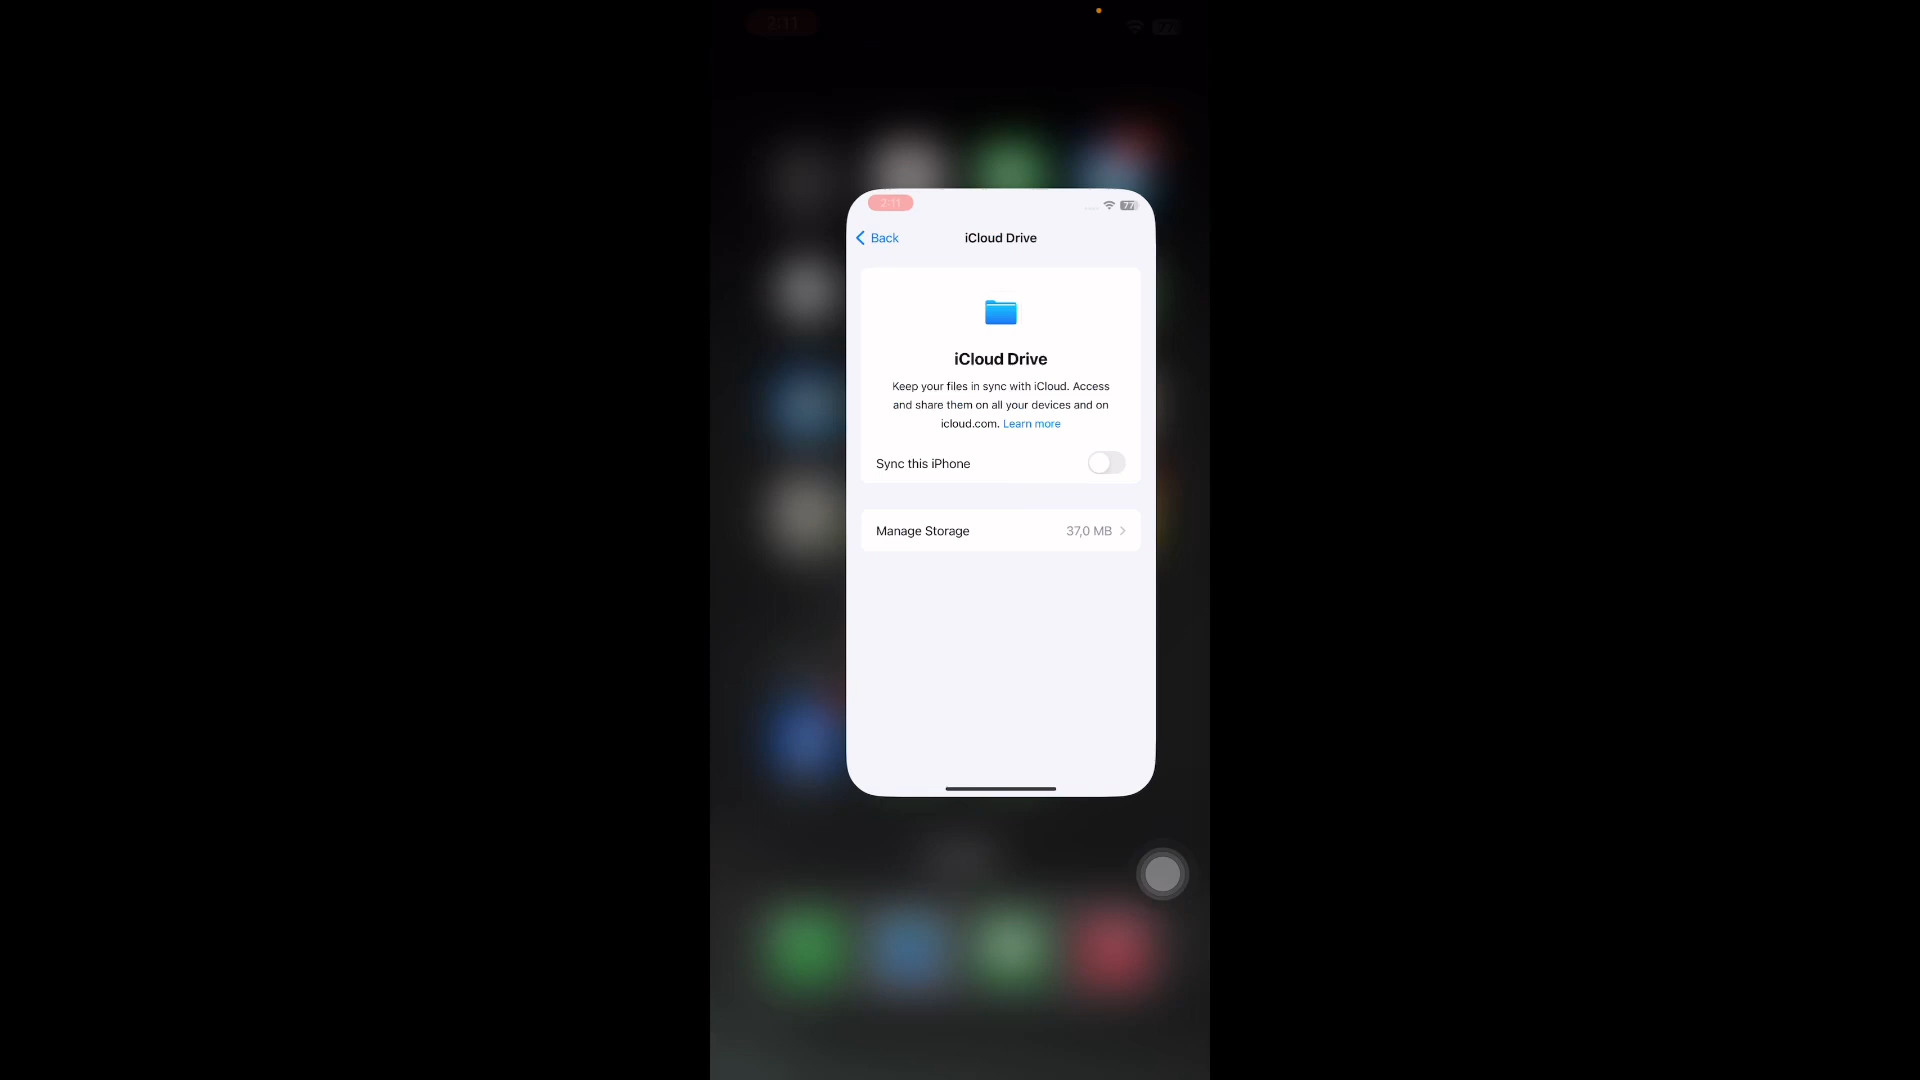 2:11
77
2:11
77
Back
iCloud Drive
iCloud Drive
Keep your files in sync with iCloud. Access
and share them on all your devices and on
icloud.com. Learn more
Sync this iPhone
Manage Storage
37,0 MB